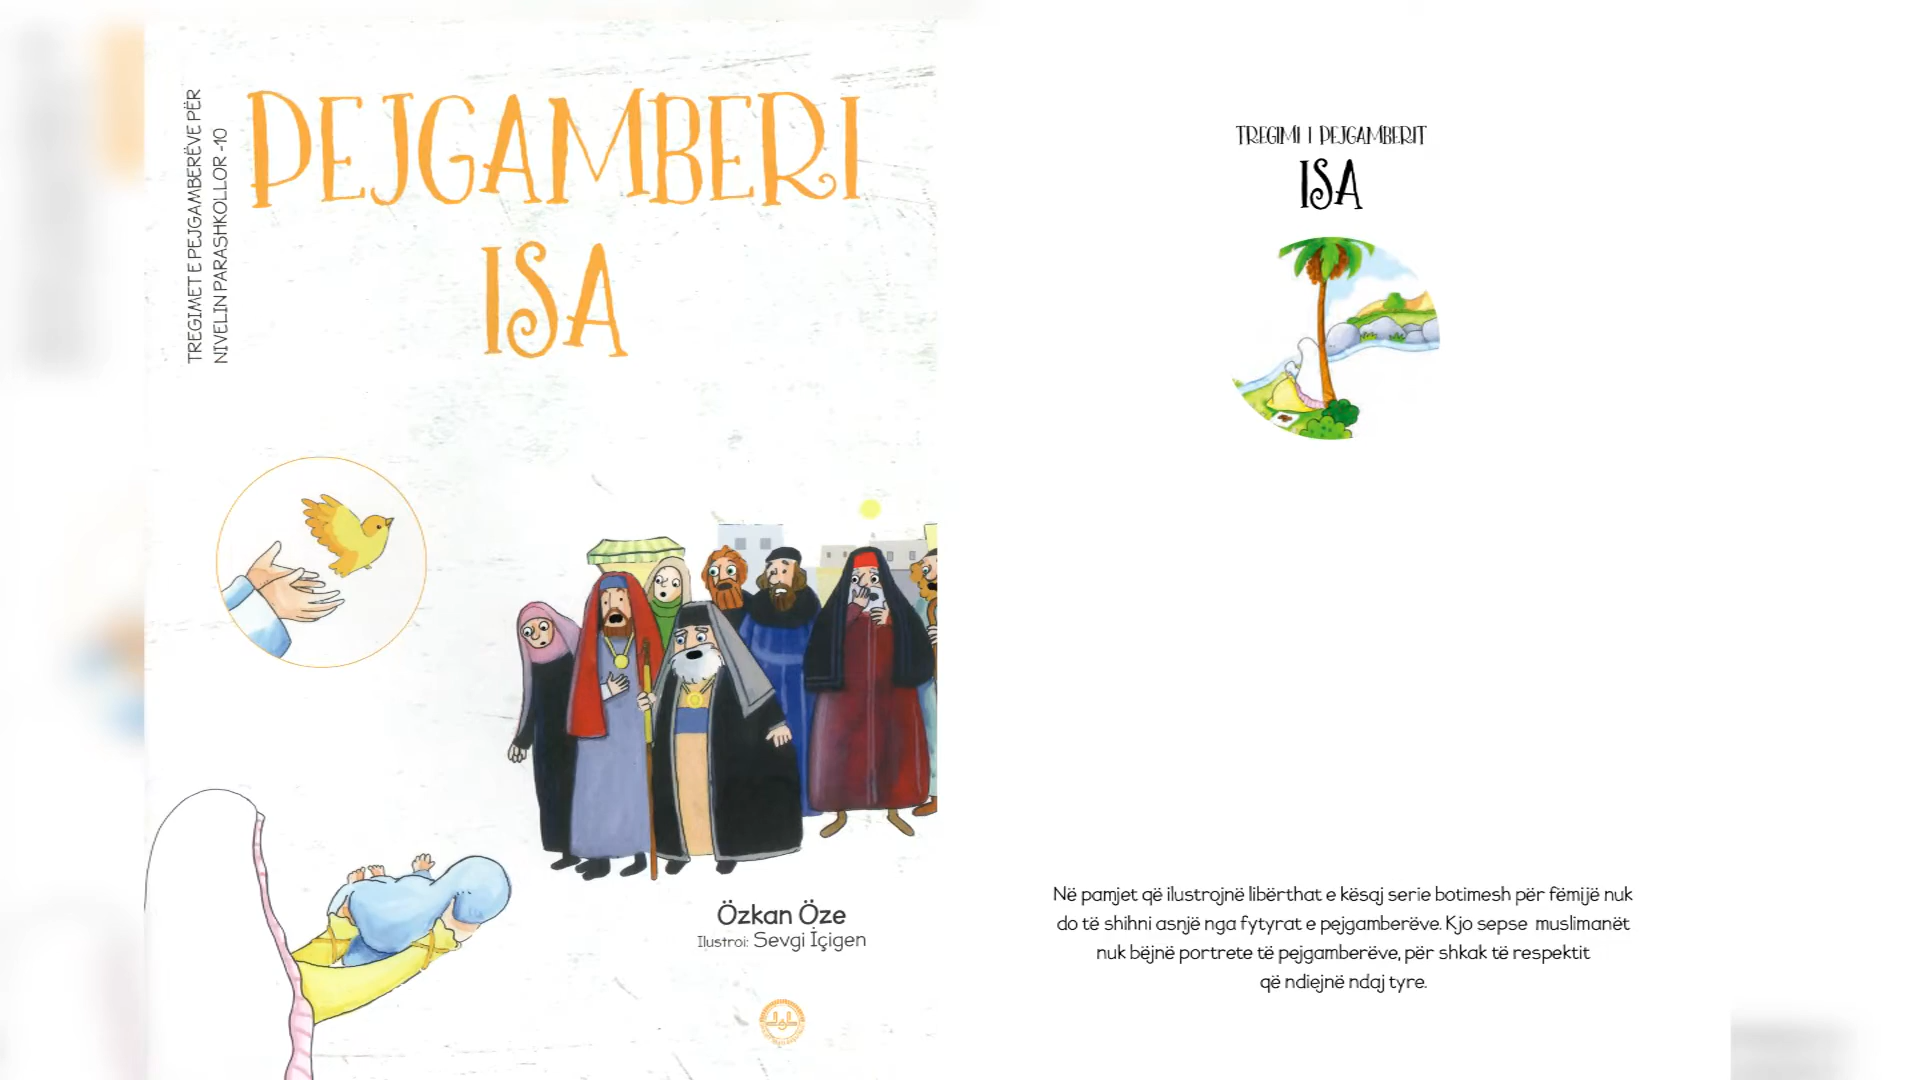 TREGIMET E PEJGAMBERËVE PËR
NIVELIN PARASHKOLLOR -10
PEJGAMBERI
ISA
Özkan Öze
Ilustroi: Sevgi İçigen
TREGIMI I PEJGAMBERIT
ISA
Në pamjet që ilustrojnë libërthat e kësaj serie botimesh për fëmijë nuk
do të shihni asnjë nga fytyrat e pejgamberëve. Kjo sepse muslimanët
nuk bëjnë portrete të pejgamberëve, për shkak të respektit
që ndiejnë ndaj tyre.